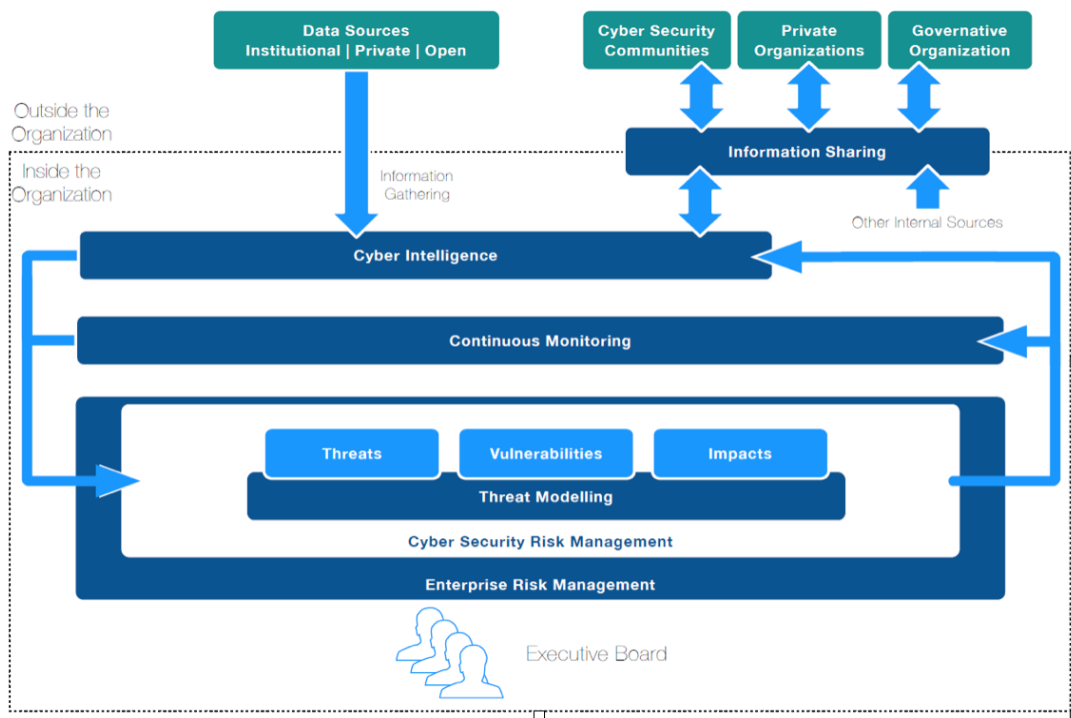 Data Sources
Institutional | Private | Open
Cyber Security
Communities
Private
Organizations
Governative
Organization
Outside the
Organization
Information Sharing
Inside the
Organization
Information
Gathering
Other Internal Sources
Cyber Intelligence
Continuous Monitoring
Threats
Vulnerabilities
Impacts
Threat Modelling
Cyber Security Risk Management
Enterprise Risk Management
Executive Board